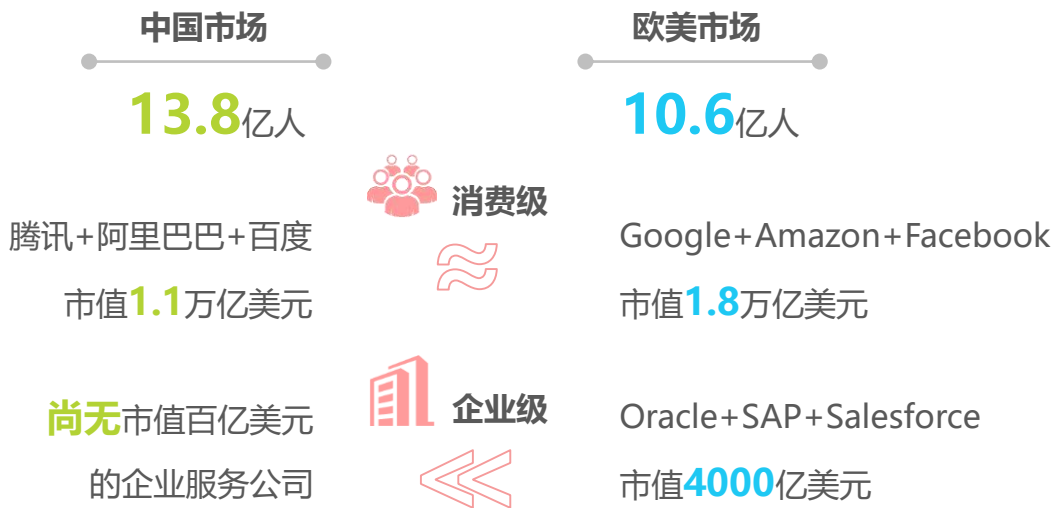 中国市场
欧美市场
13.8亿人
10.6亿人
消费级
腾讯+阿里巴巴+百度
Google+Amazon+Facebook
市值1.1万亿美元
市值1.8万亿美元
企业级
尚无市值百亿美元
的企业服务公司
Oracle+SAP+Salesforce
市值4000亿美元